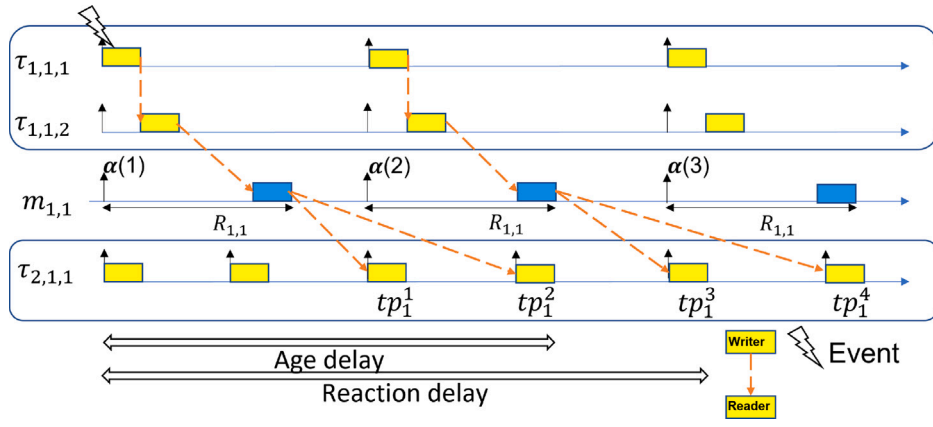 τ₁,₁,₁
τ₁,₁,₂
α(1) α(2) α(3)
m₁,₁
R₁,₁ R₁,₁ R₁,₁
τ₂,₁,₁
tp₁¹ tp₁² tp₁³ tp₁⁴
Age delay
Reaction delay
Writer
Event
Reader